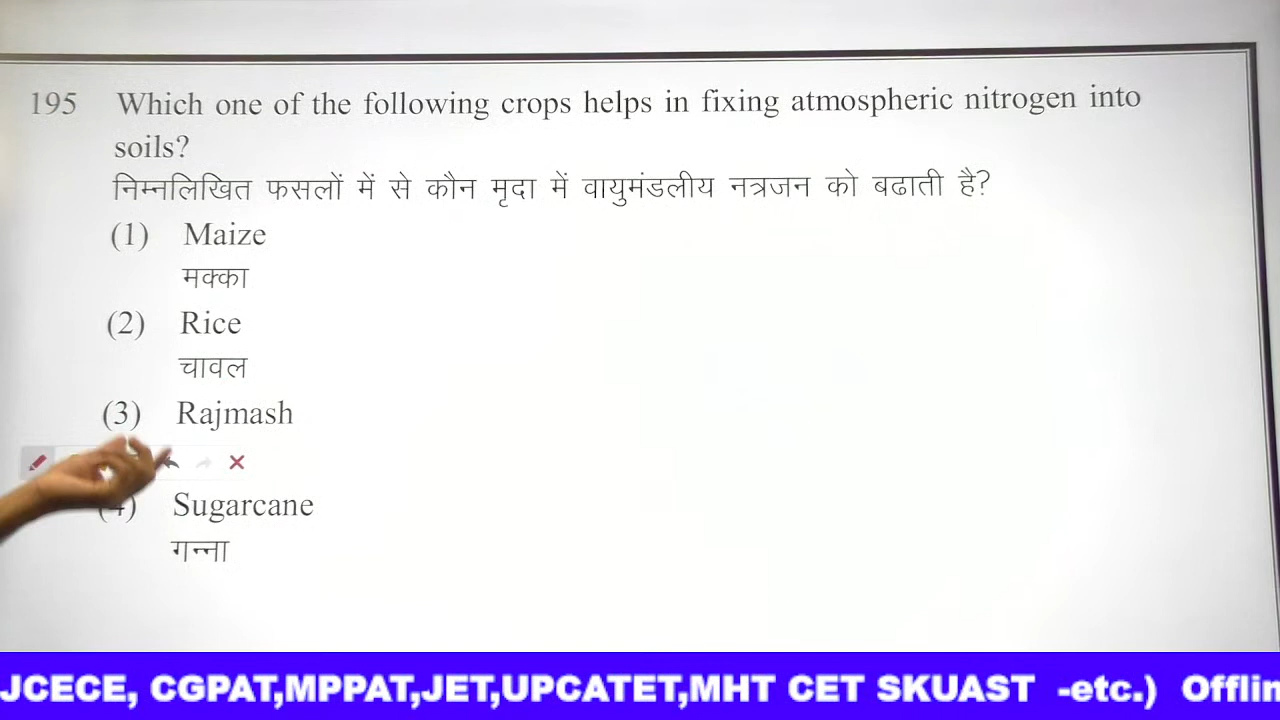 195 Which one of the following crops helps in fixing atmospheric nitrogen into
soils?
निम्नलिखित फसलों में से कौन मृदा में वायुमंडलीय नत्रजन को बढाती है?
(1) Maize
मक्का
(2) Rice
चावल
(3) Rajmash
(4) Sugarcane
गन्ना
JCECE, CGPAT,MPPAT,JET,UPCATET,MHT CET SKUAST -etc.) Offlin